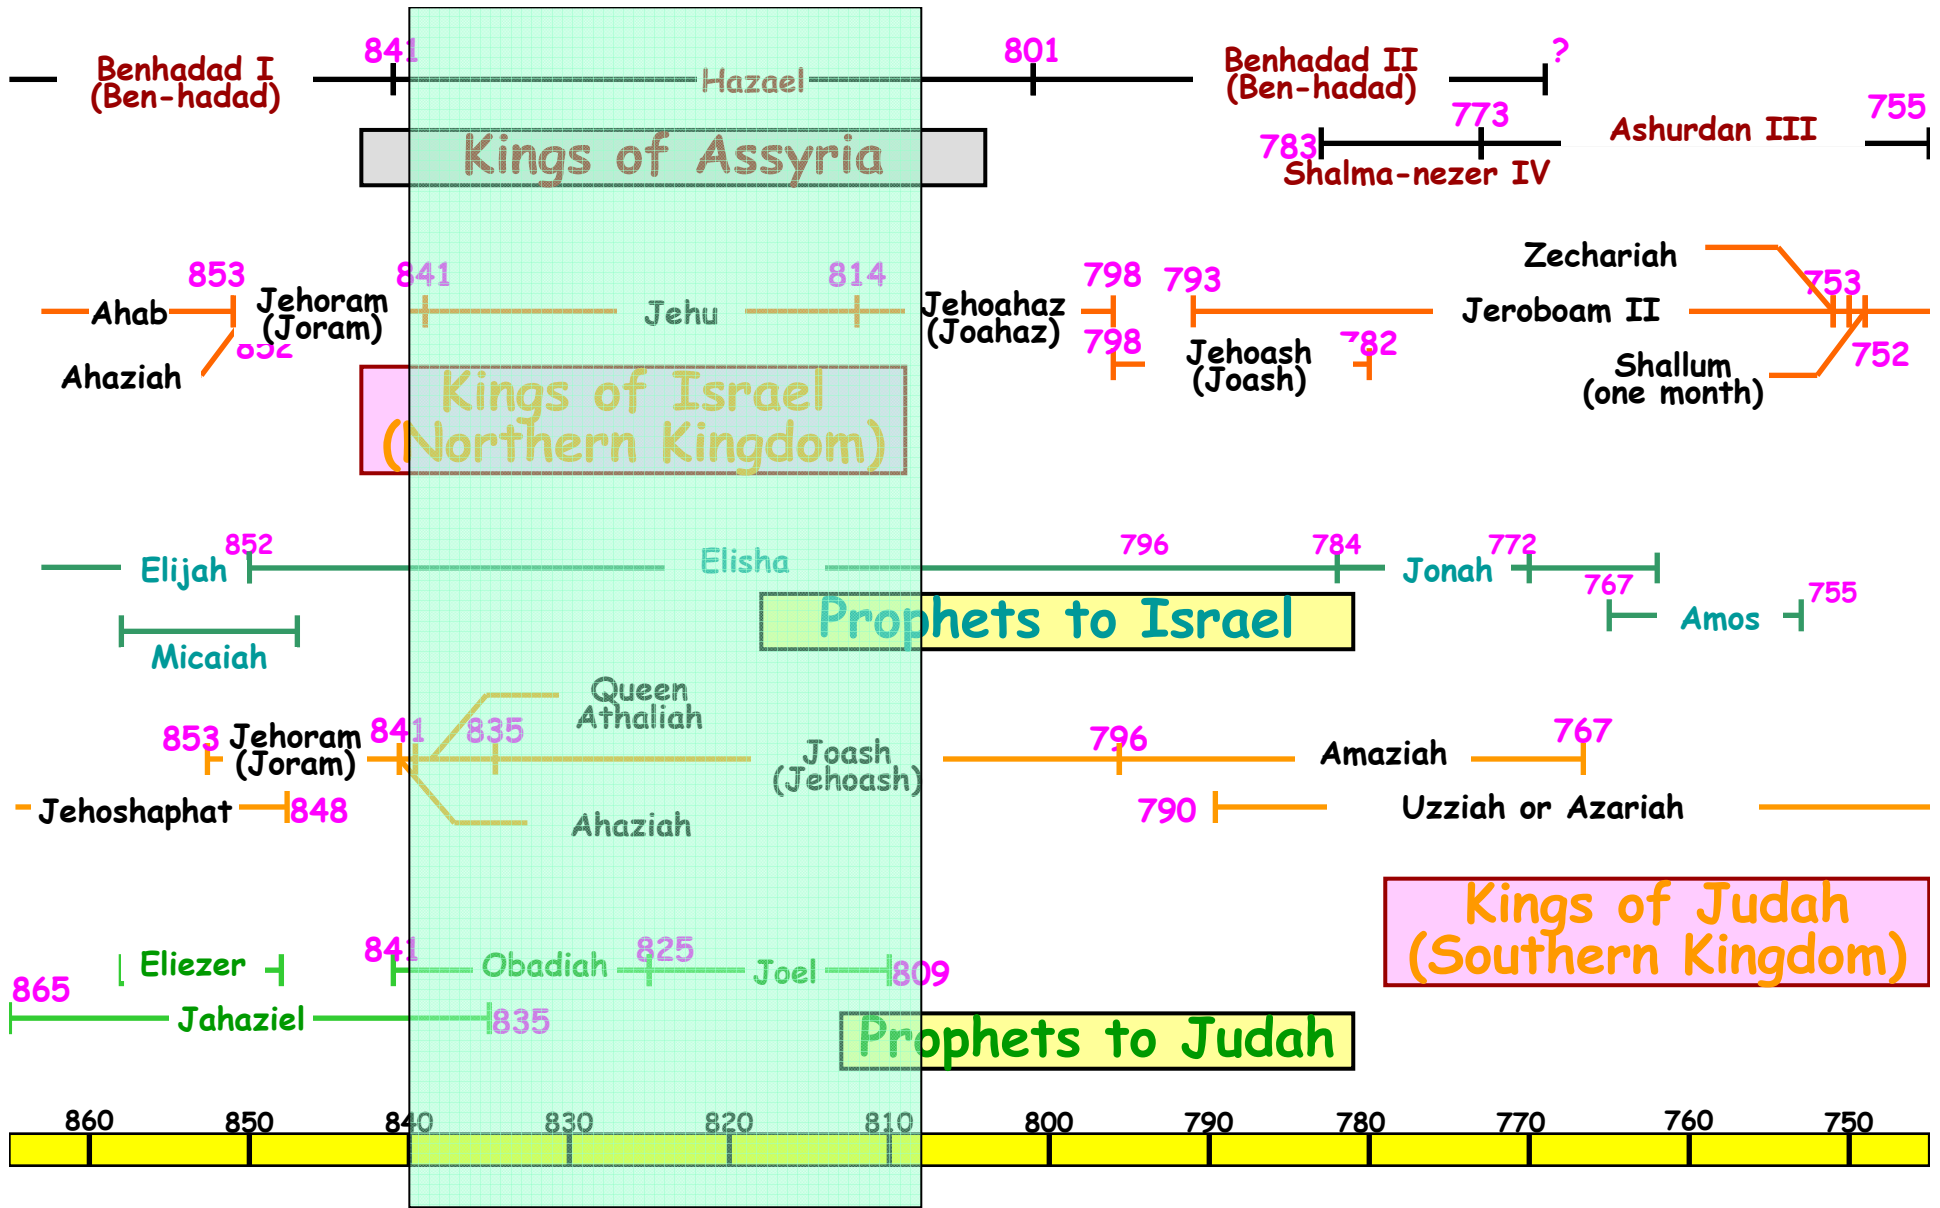 841
801
?
Benhadad I
(Ben-hadad)
Hazael
Benhadad II
(Ben-hadad)
783
773
Ashurdan III
755
Shalma-nezer IV
Kings of Assyria
Zechariah
853
841
814
798
793
753
Ahab
Jehoram
(Joram)
Jehu
Jehoahaz
(Joahaz)
Jeroboam II
852
Ahaziah
798
Jehoash
(Joash)
782
Shallum
(one month)
752
Kings of Israel
(Northern Kingdom)
852
796
784
772
Elijah
Elisha
Jonah
767
755
Amos
Micaiah
Prophets to Israel
Queen
Athaliah
853
Jehoram
(Joram)
841
835
Joash
(Jehoash)
796
Amaziah
767
Jehoshaphat
848
Ahaziah
790
Uzziah or Azariah
Kings of Judah
(Southern Kingdom)
Eliezer
841
Obadiah
825
Joel
809
865
Jahaziel
835
Prophets to Judah
860 850 840 830 820 810 800 790 780 770 760 750